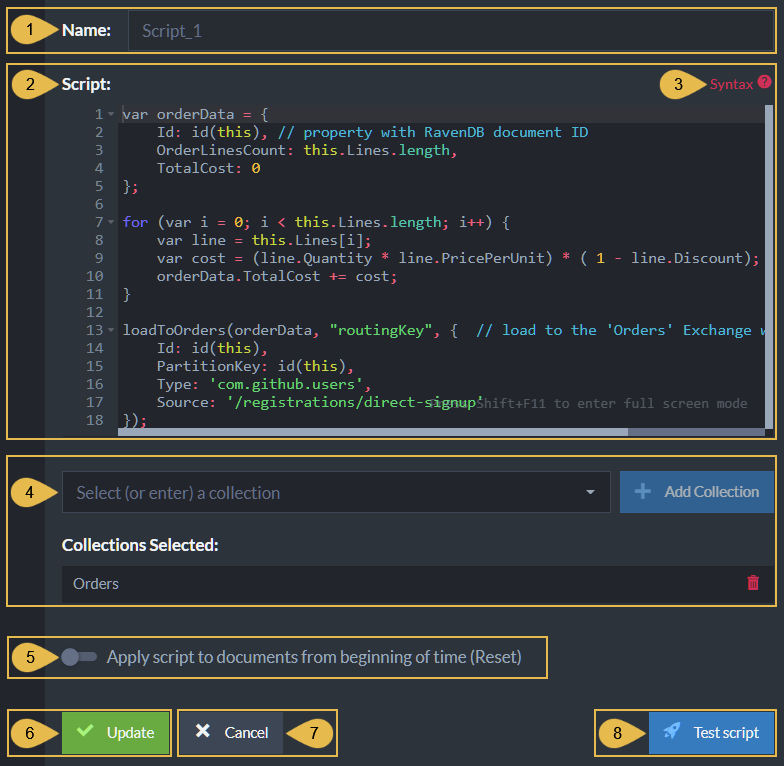 1 Name: Script_1
2 Script: 3 Syntax ?
1 var orderData = {
2 Id: id(this), // property with RavenDB document ID
3 OrderLinesCount: this.Lines.length,
4 TotalCost: 0
5 };
6
7 for (var i = 0; i < this.Lines.length; i++) {
8 var line = this.Lines[i];
9 var cost = (line.Quantity * line.PricePerUnit) * ( 1 - line.Discount);
10 orderData.TotalCost += cost;
11 }
12
13 loadToOrders(orderData, "routingKey", { // load to the 'Orders' Exchange w
14 Id: id(this),
15 PartitionKey: id(this),
16 Type: 'com.github.users',
17 Source: '/registrations/direct-signup' Shift+F11 to enter full screen mode
18 });
4 Select (or enter) a collection Add Collection
Collections Selected:
Orders
5 Apply script to documents from beginning of time (Reset)
6 Update Cancel 7 8 Test script